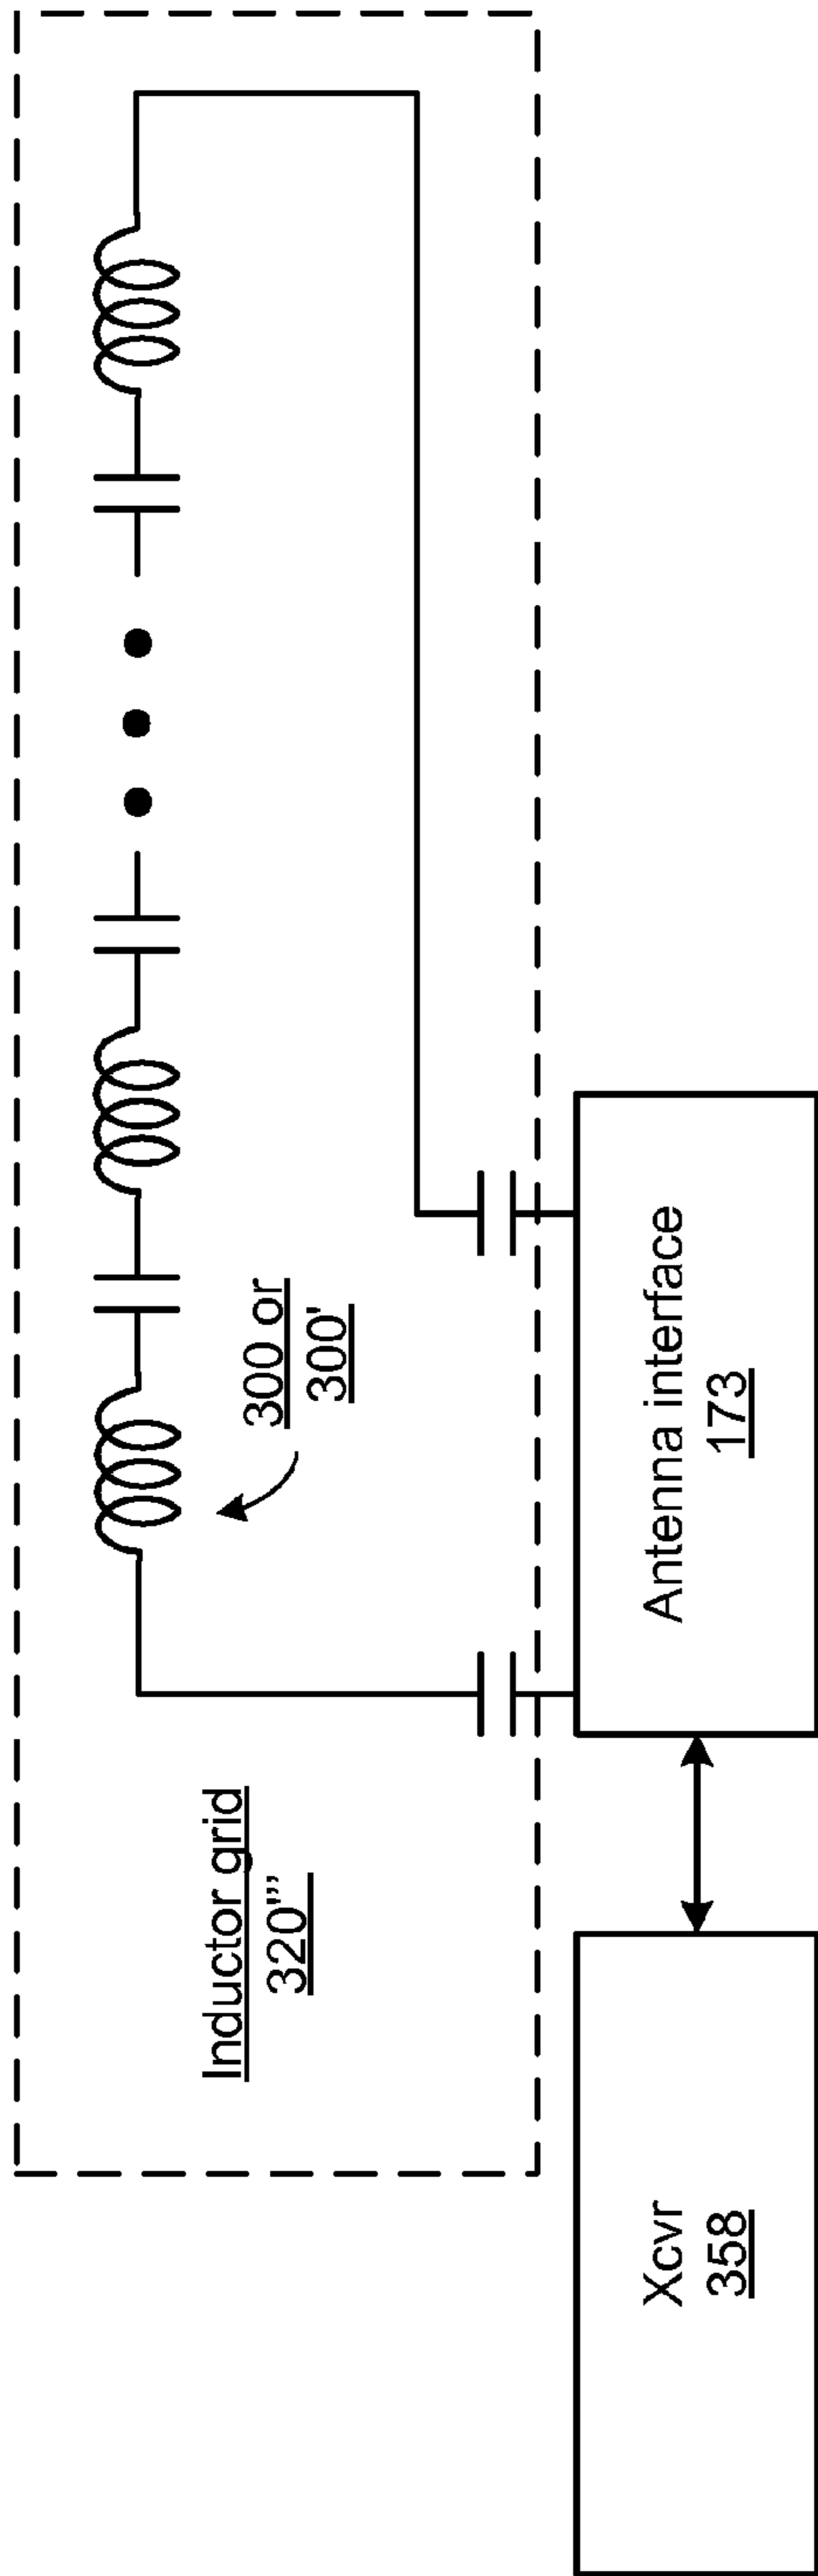 Inductor grid
320'''
300 or
300'
Xcvr
358
Antenna interface
173